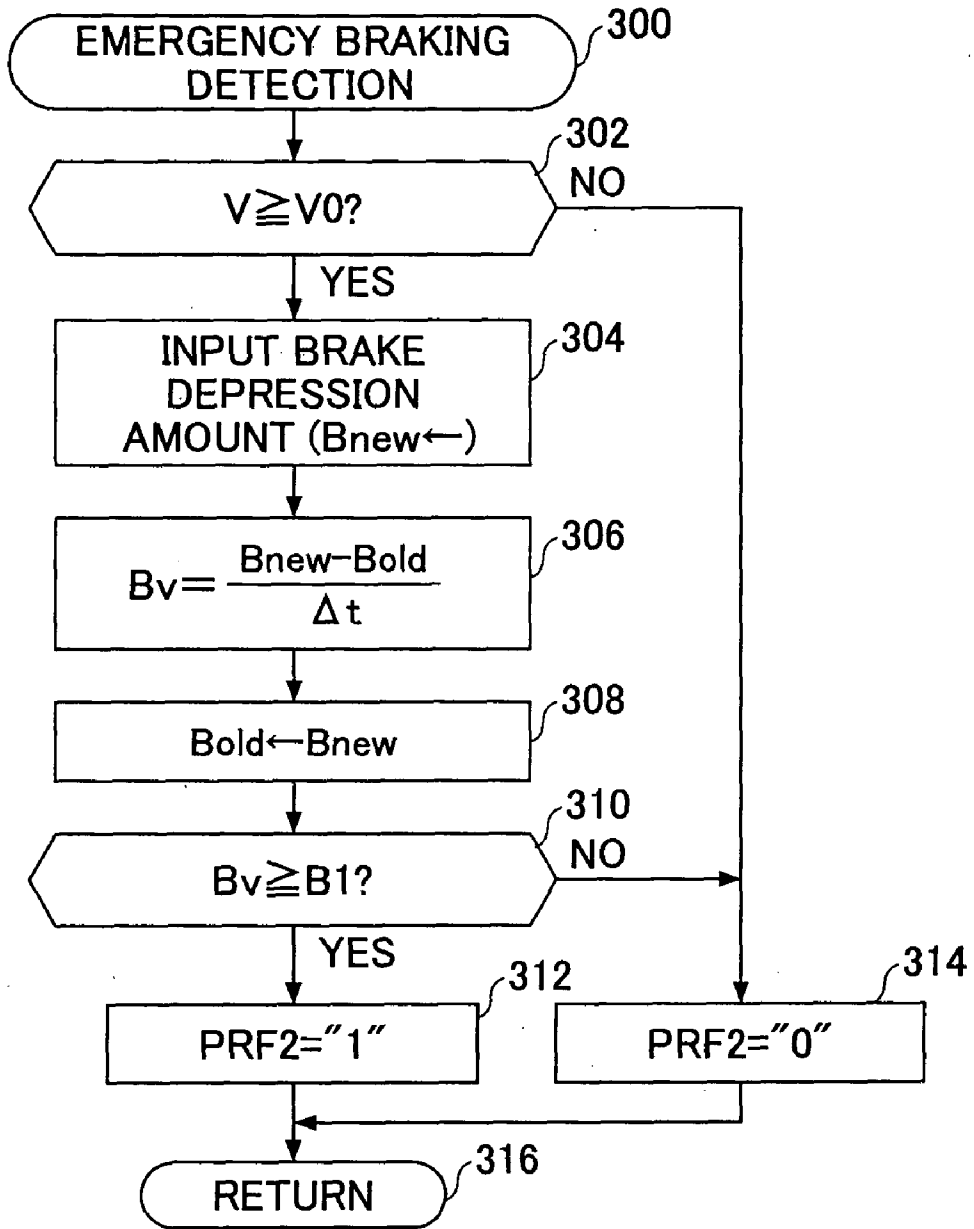 EMERGENCY BRAKING
DETECTION
300
302
V≧V0?
NO
YES
INPUT BRAKE
DEPRESSION
AMOUNT (Bnew←)
304
Bv=
Bnew-Bold
Δt
306
Bold←Bnew
308
310
Bv≧B1?
NO
YES
PRF2="1"
312
PRF2="0"
314
RETURN
316